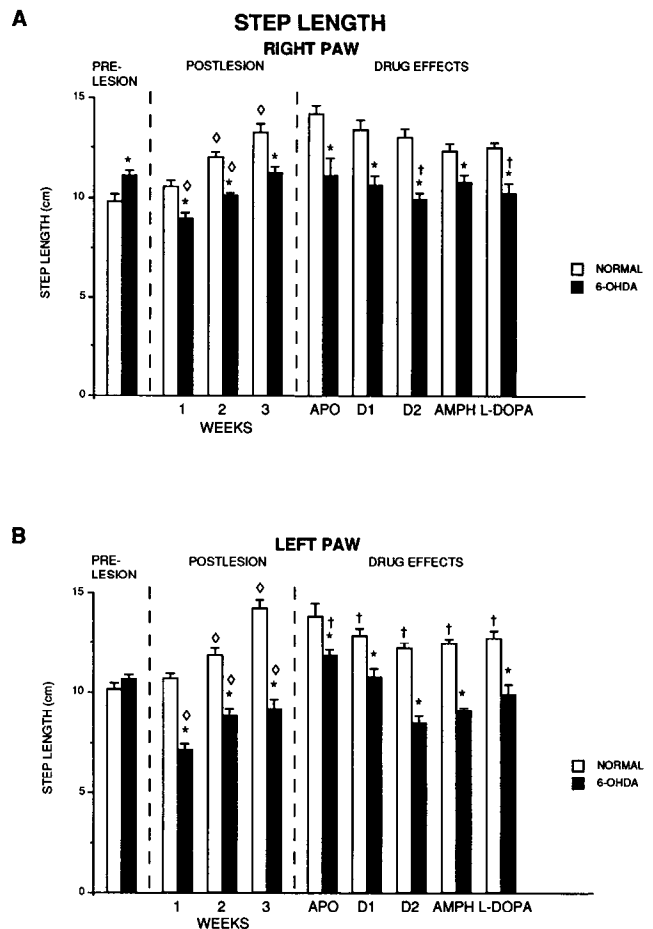 A
STEP LENGTH
RIGHT PAW
PRE-
LESION
POSTLESION
DRUG EFFECTS
15
◊
◊
*
◊
*
◊
*
*
*
*
†
*
*
†
*
10
STEP LENGTH (cm)
5
0
NORMAL
6-OHDA
1 2 3 APO D1 D2 AMPH L-DOPA
WEEKS
B
LEFT PAW
PRE-
LESION
POSTLESION
DRUG EFFECTS
15
◊
◊
◊
*
◊
*
◊
*
†
*
†
*
†
*
†
*
†
*
10
STEP LENGTH (cm)
5
0
NORMAL
6-OHDA
1 2 3 APO D1 D2 AMPH L-DOPA
WEEKS